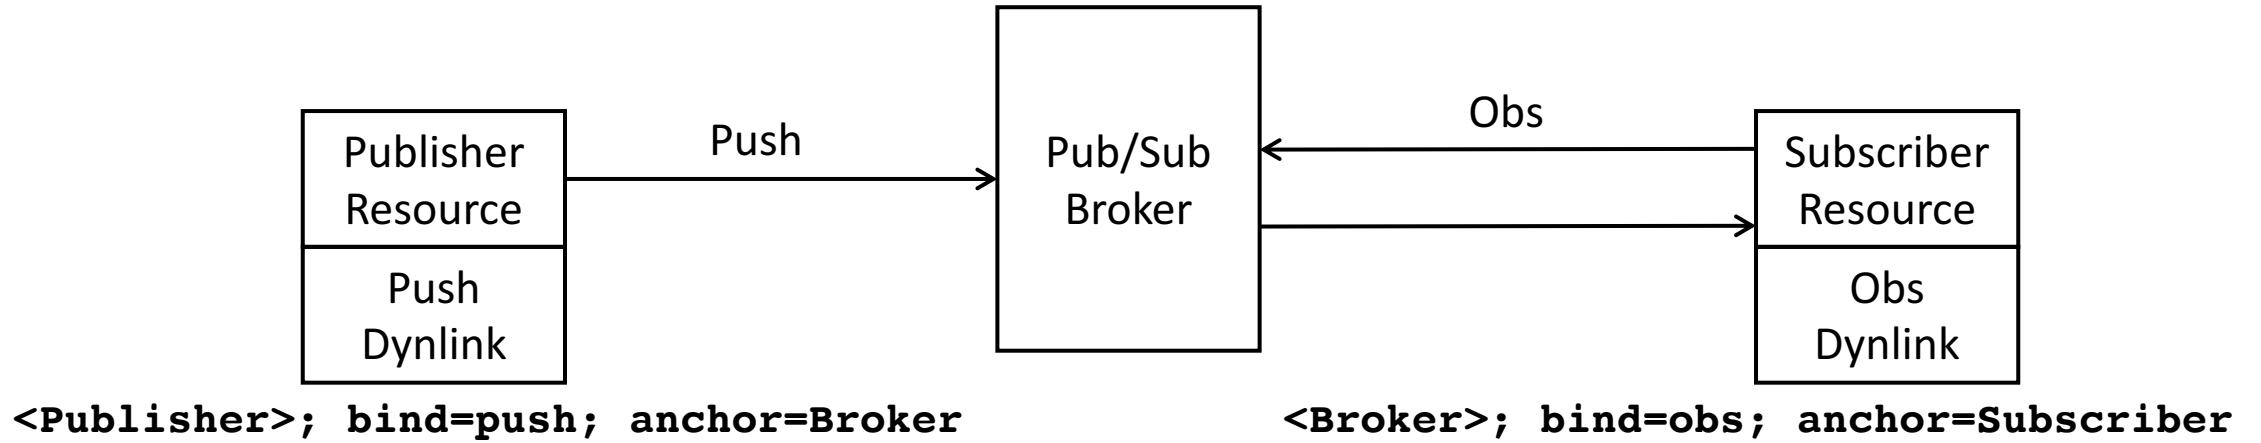 Publisher
Resource
Push
Dynlink
Push
Pub/Sub
Broker
Obs
Subscriber
Resource
Obs
Dynlink
<Publisher>; bind=push; anchor=Broker
<Broker>; bind=obs; anchor=Subscriber